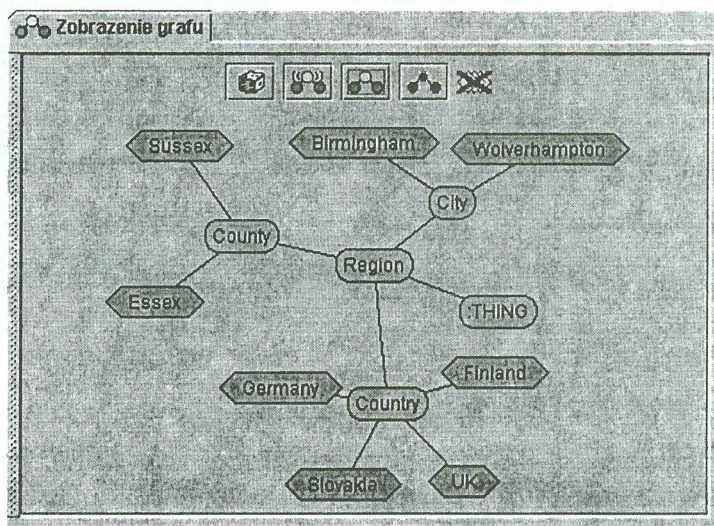 Zobrazenie grafu
Sussex
Birmingham
Wolverhampton
City
County
Region
Essex
:THING
Finland
Germany
Country
Slovakia
UK